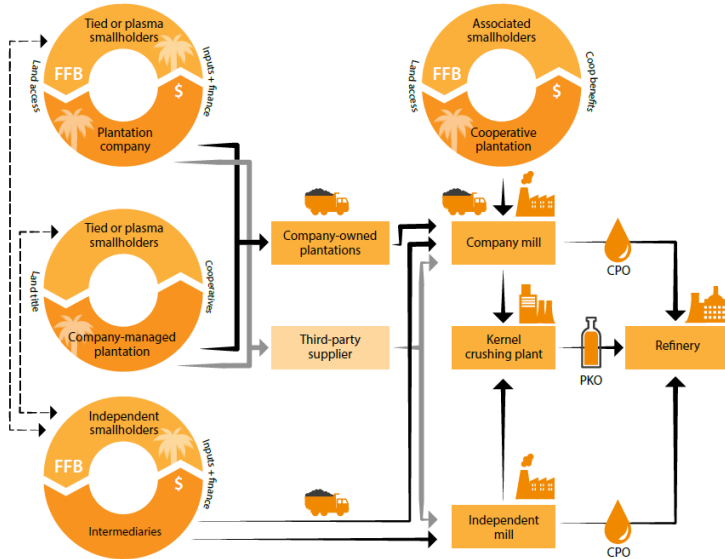 Tied or plasma
smallholders
Land access
FFB
Inputs + finance
$
Plantation
company
Associated
smallholders
Land access
FFB
Coop benefits
$
Cooperative
plantation
Company-owned
plantations
Company mill
CPO
Tied or plasma
smallholders
Land title
Cooperatives
Company-managed
plantation
Third-party
supplier
Kernel
crushing plant
PKO
Refinery
Independent
smallholders
FFB
Inputs + finance
$
Intermediaries
Independent
mill
CPO